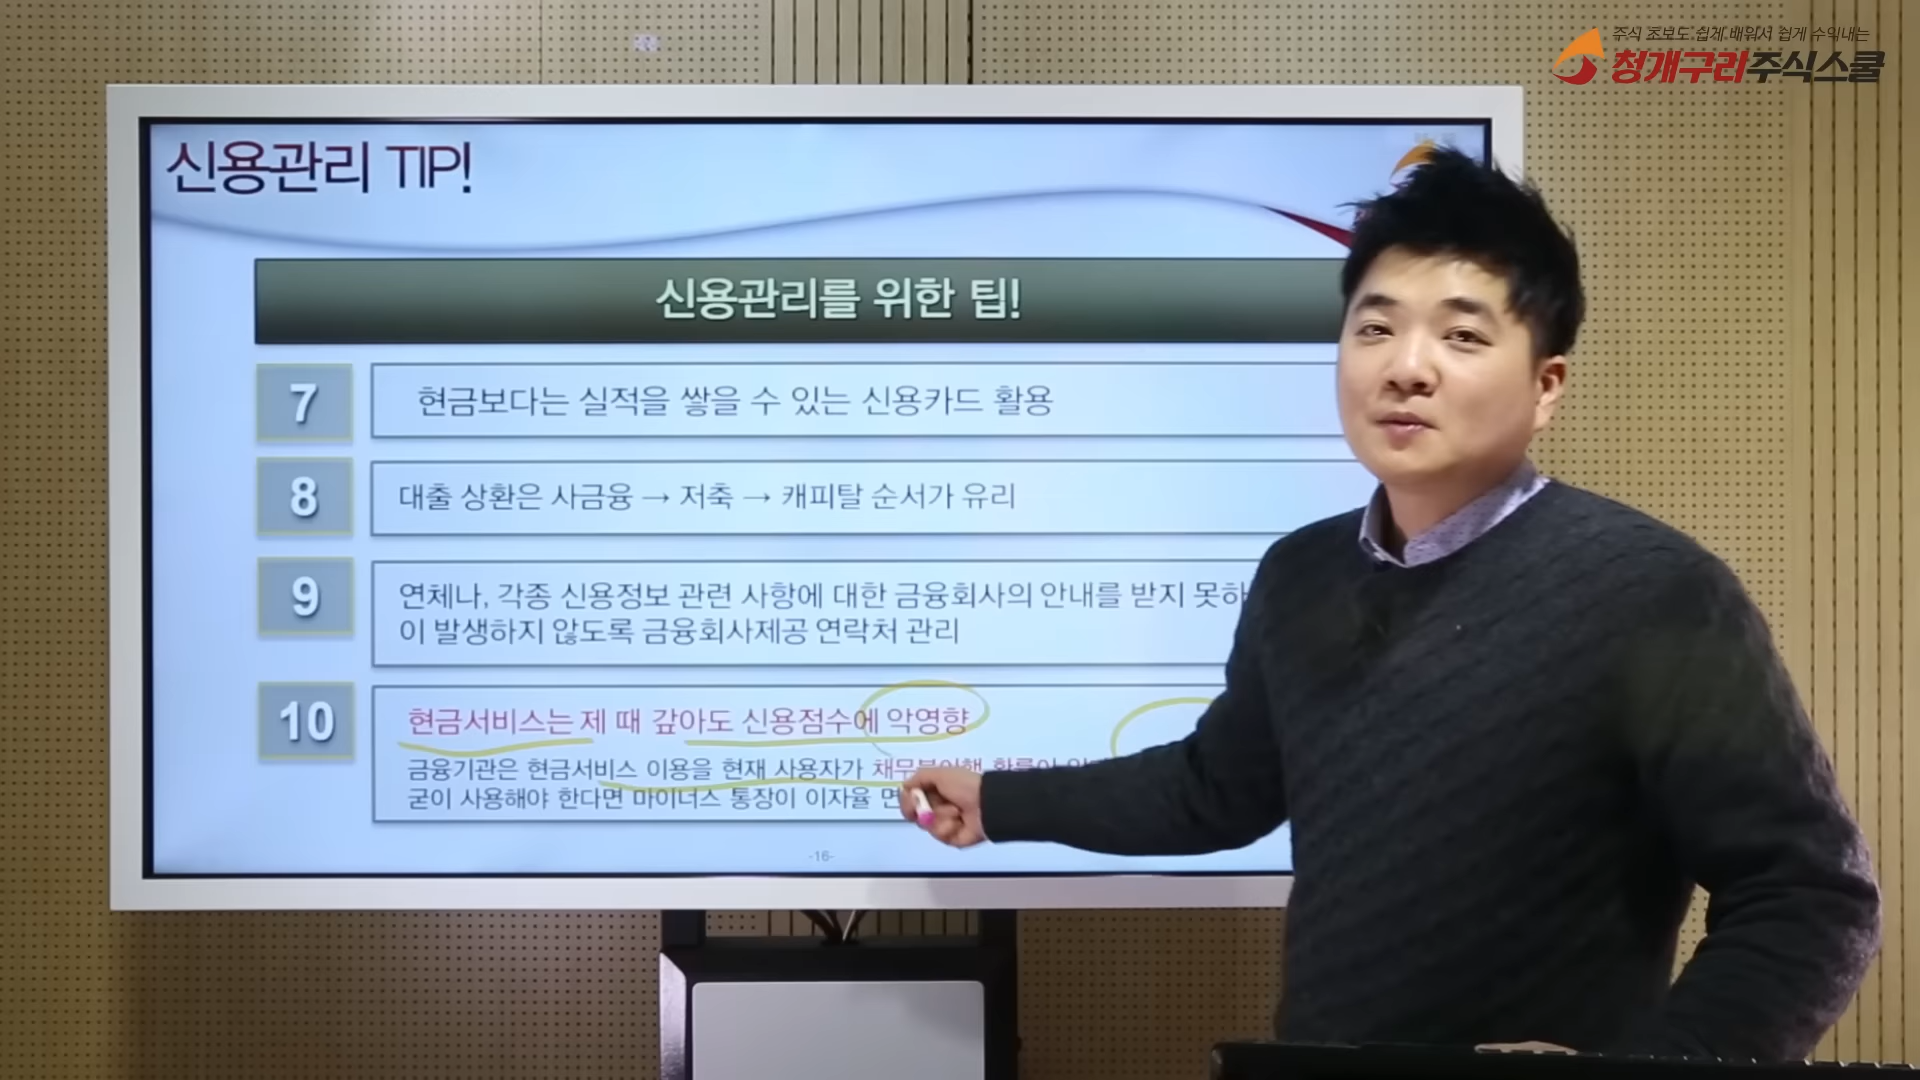 주식 초보도 쉽게 배워서 쉽게 수익내는
청개구리주식스쿨
신용관리 TIP!
신용관리를 위한 팁!
7
현금보다는 실적을 쌓을 수 있는 신용카드 활용
8
대출 상환은 사금융 → 저축 → 캐피탈 순서가 유리
9
연체나, 각종 신용정보 관련 사항에 대한 금융회사의 안내를 받지 못하
이 발생하지 않도록 금융회사제공 연락처 관리
10
현금서비스는 제 때 갚아도 신용점수에 악영향
금융기관은 현금서비스 이용을 현재 사용자가 채무불이행 확률이
굳이 사용해야 한다면 마이너스 통장이 이자율 면
-16-